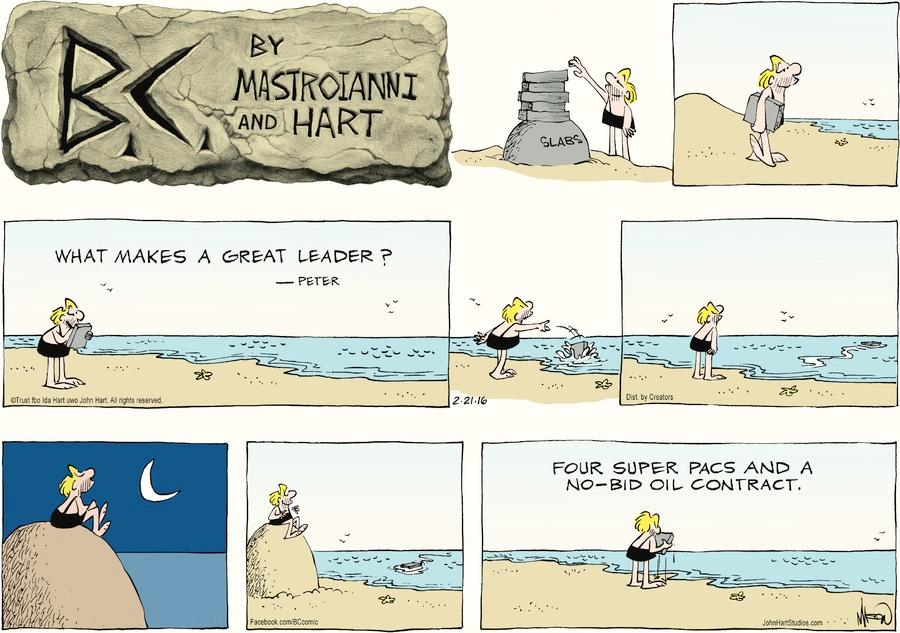 B.C.
BY
MASTROIANNI
AND HART
SLABS
WHAT MAKES A GREAT LEADER?
— PETER
©Trust fbo Ida Hart uwo John Hart. All rights reserved.
2-21-16
Dist. by Creators
Facebook.com/BCcomic
FOUR SUPER PACS AND A
NO-BID OIL CONTRACT.
JohnHartStudios.com